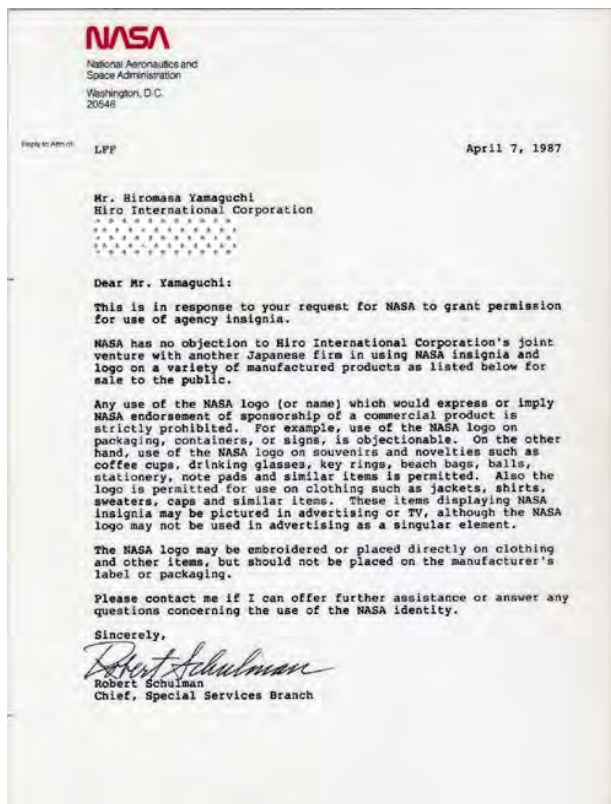 NASA
National Aeronautics and
Space Administration
Washington, D.C.
20546
Reply to Attn of:
LFF
April 7, 1987
Mr. Hiromasa Yamaguchi
Hiro International Corporation
Dear Mr. Yamaguchi:
This is in response to your request for NASA to grant permission
for use of agency insignia.
NASA has no objection to Hiro International Corporation's joint
venture with another Japanese firm in using NASA insignia and
logo on a variety of manufactured products as listed below for
sale to the public.
Any use of the NASA logo (or name) which would express or imply
NASA endorsement of sponsorship of a commercial product is
strictly prohibited. For example, use of the NASA logo on
packaging, containers, or signs, is objectionable. On the other
hand, use of the NASA logo on souvenirs and novelties such as
coffee cups, drinking glasses, key rings, beach bags, balls,
stationery, note pads and similar items is permitted. Also the
logo is permitted for use on clothing such as jackets, shirts,
sweaters, caps and similar items. These items displaying NASA
insignia may be pictured in advertising or TV, although the NASA
logo may not be used in advertising as a singular element.
The NASA logo may be embroidered or placed directly on clothing
and other items, but should not be placed on the manufacturer's
label or packaging.
Please contact me if I can offer further assistance or answer any
questions concerning the use of the NASA identity.
Sincerely,
Robert Schulman
Robert Schulman
Chief, Special Services Branch